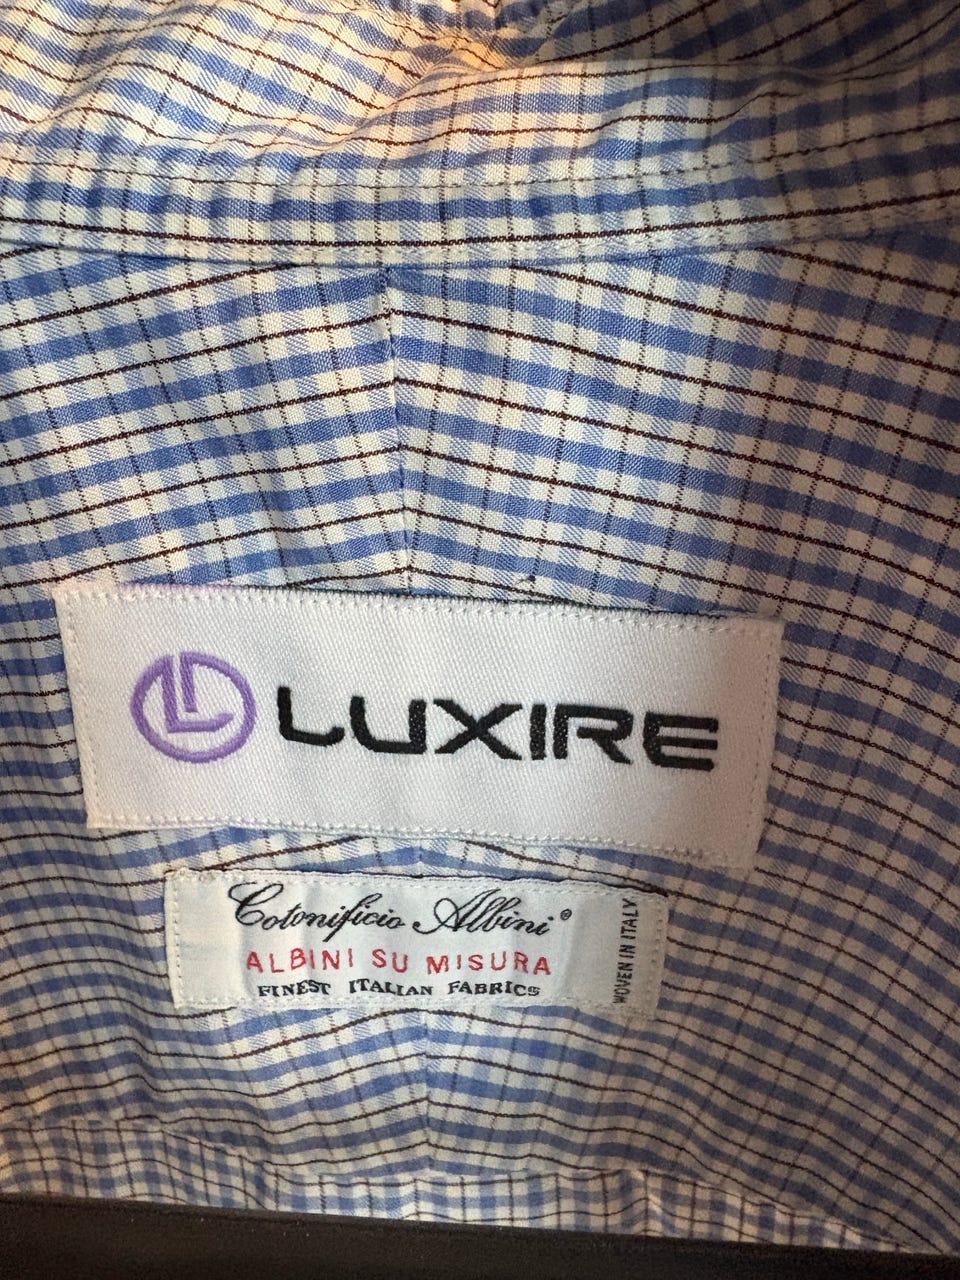 LUXIRE
Cotonificio Albini®
ALBINI SU MISURA
FINEST ITALIAN FABRICS
WOVEN IN ITALY